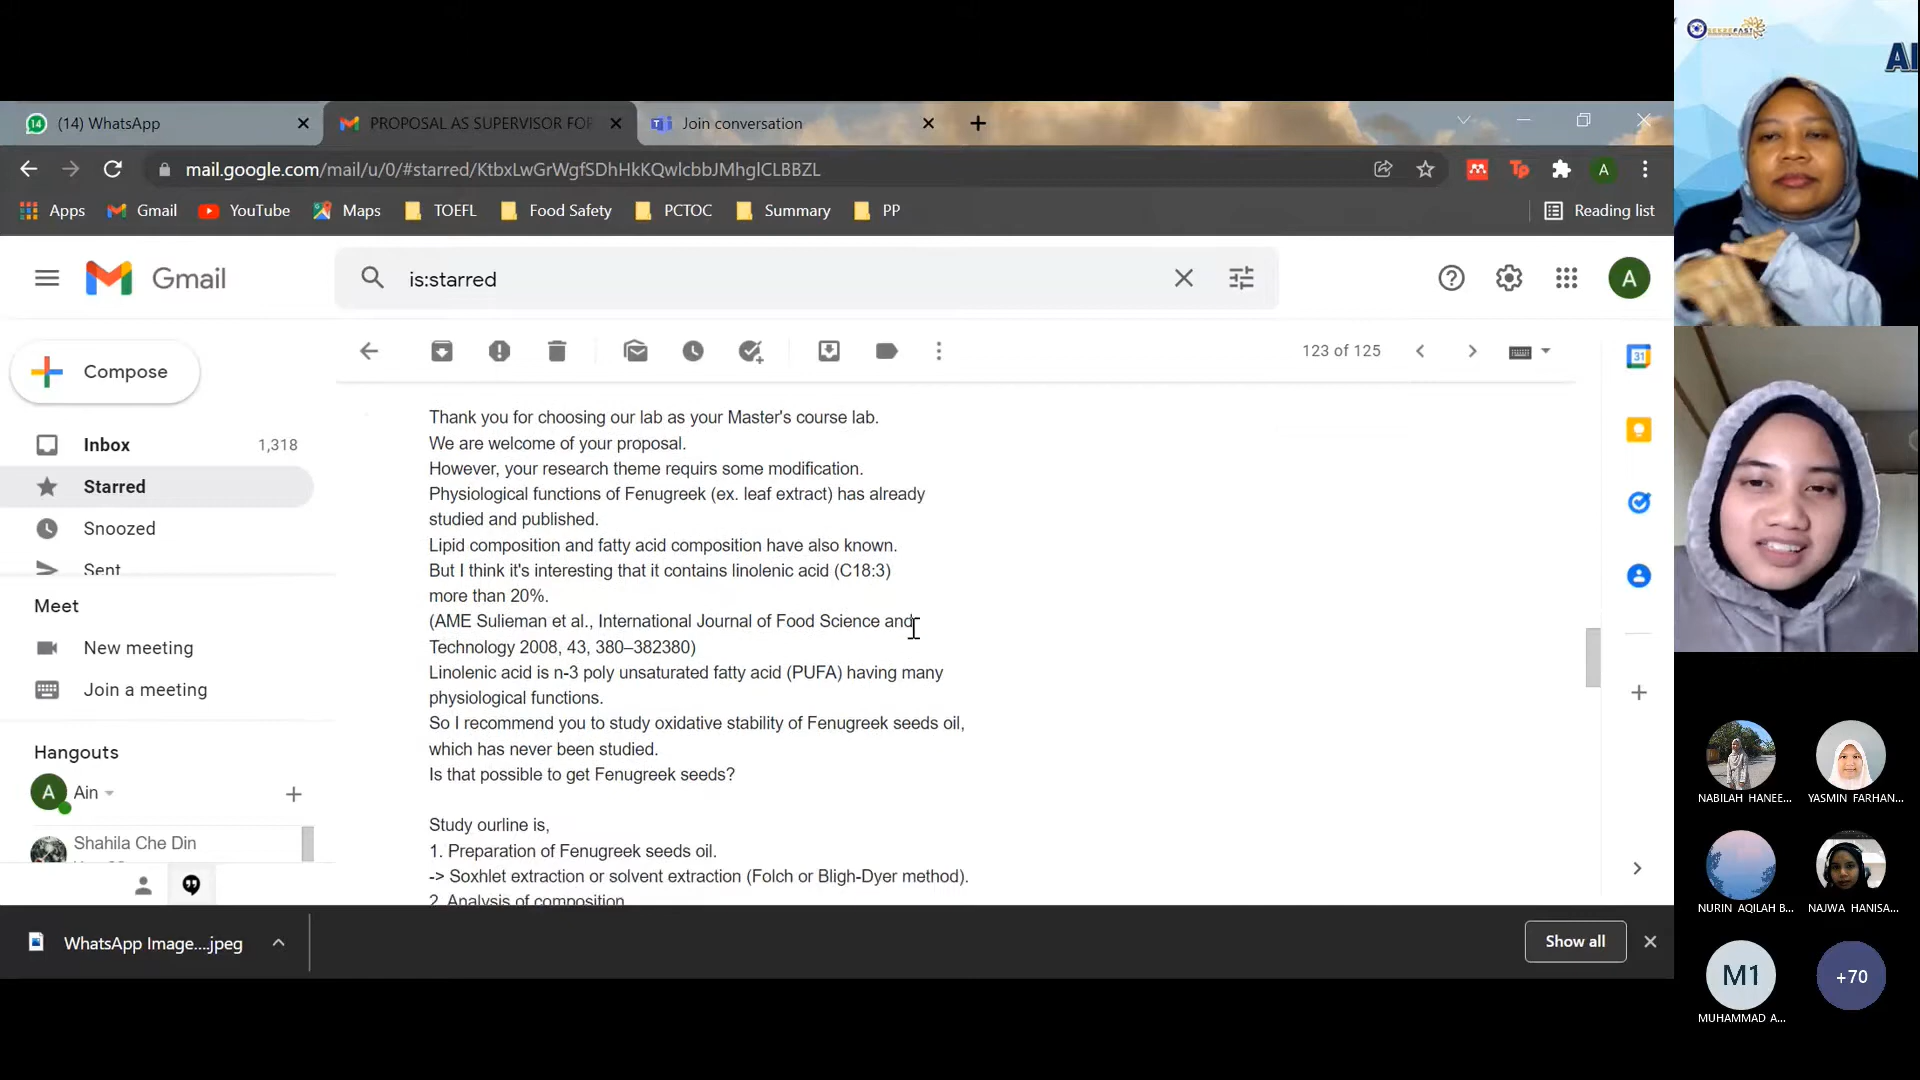 (14) WhatsApp
PROPOSAL AS SUPERVISOR FOR
Join conversation
mail.google.com/mail/u/0/#starred/KtbxLwGrWgfSDhHkKQwlcbbJMhglCLBBZL
Apps
Gmail
YouTube
Maps
TOEFL
Food Safety
PCTOC
Summary
PP
Reading list
Gmail
is:starred
A
Compose
123 of 125
Inbox 1,318
Starred
Snoozed
Sent
Meet
New meeting
Join a meeting
Hangouts
A Ain
Shahila Che Din
Thank you for choosing our lab as your Master's course lab.
We are welcome of your proposal.
However, your research theme requirs some modification.
Physiological functions of Fenugreek (ex. leaf extract) has already
studied and published.
Lipid composition and fatty acid composition have also known.
But I think it's interesting that it contains linolenic acid (C18:3)
more than 20%.
(AME Sulieman et al., International Journal of Food Science and
Technology 2008, 43, 380–382380)
Linolenic acid is n-3 poly unsaturated fatty acid (PUFA) having many
physiological functions.
So I recommend you to study oxidative stability of Fenugreek seeds oil,
which has never been studied.
Is that possible to get Fenugreek seeds?
Study ourline is,
1. Preparation of Fenugreek seeds oil.
-> Soxhlet extraction or solvent extraction (Folch or Bligh-Dyer method).
2. Analysis of composition
31
WhatsApp Image....jpeg
Show all
NABILAH HANEE...
YASMIN FARHAN...
NURIN AQILAH B...
NAJWA HANISA...
M1
+70
MUHAMMAD A...